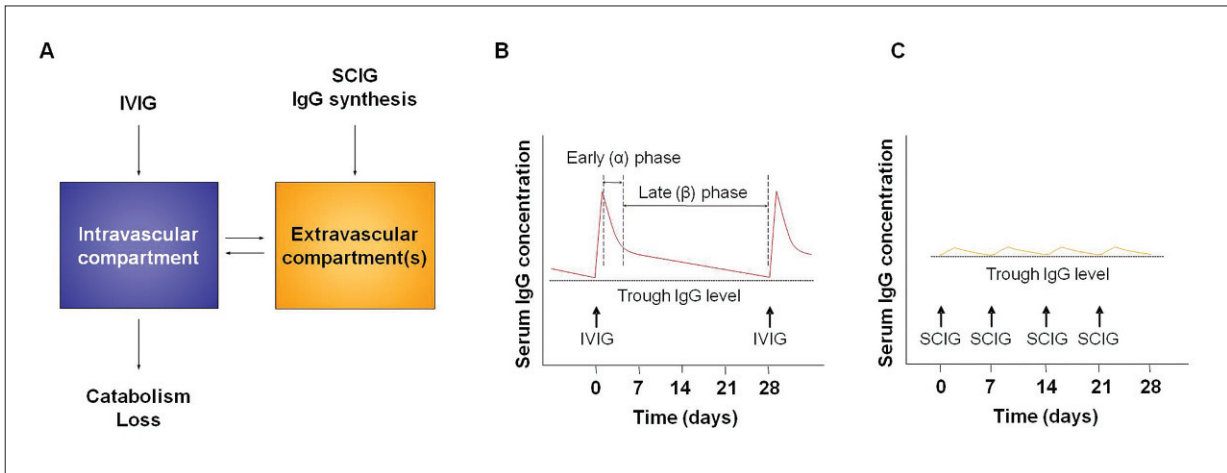 A
IVIG
SCIG
IgG synthesis
Intravascular
compartment
Extravascular
compartment(s)
Catabolism
Loss
B
Serum IgG concentration
Early (α) phase
Late (β) phase
Trough IgG level
IVIG
IVIG
0 7 14 21 28
Time (days)
C
Serum IgG concentration
Trough IgG level
SCIG SCIG SCIG SCIG
0 7 14 21 28
Time (days)